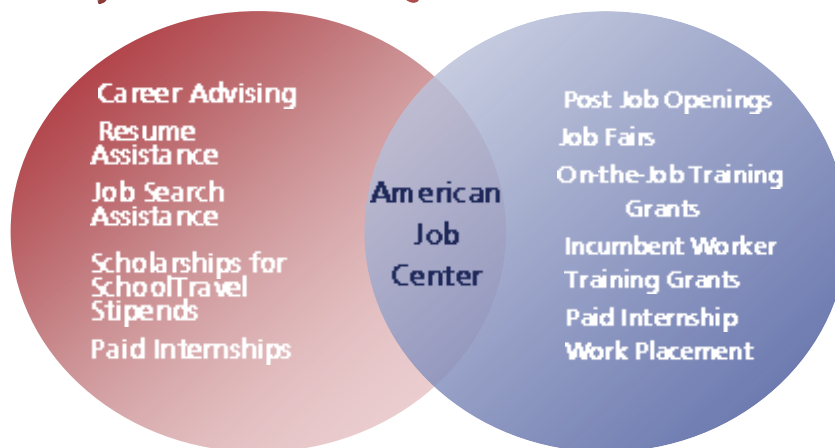 Career Advising
Resume
Assistance
Job Search
Assistance
Scholarships for
SchoolTravel
Stipends
Paid Internships
American
Job
Center
Post Job Openings
Job Fairs
On-the-Job Training
Grants
Incumbent Worker
Training Grants
Paid Internship
Work Placement